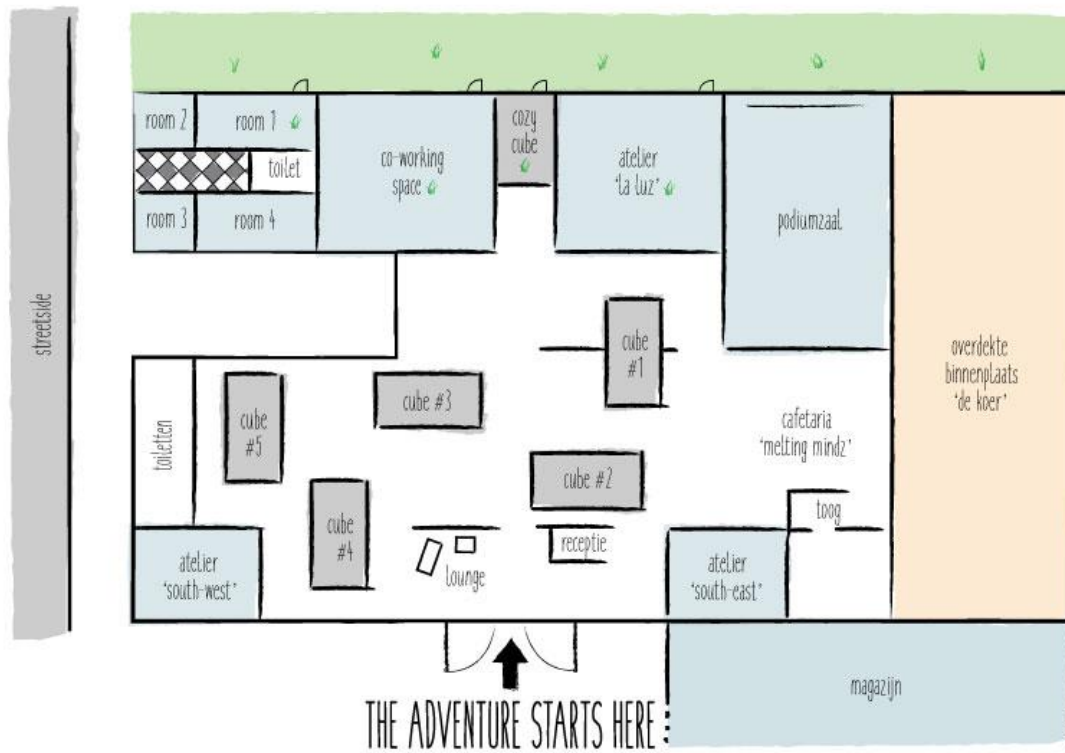 streetside
room 2
room 1
toilet
room 3
room 4
co-working
space
cozy
cube
atelier
'la luz'
podiumzaal
overdekte
binnenplaats
'de koer'
cube
#1
cube #3
cube
#5
toiletten
cafetaria
'melting mindz'
cube #2
toog
cube
#4
receptie
lounge
atelier
'south-west'
atelier
'south-east'
magazijn
THE ADVENTURE STARTS HERE